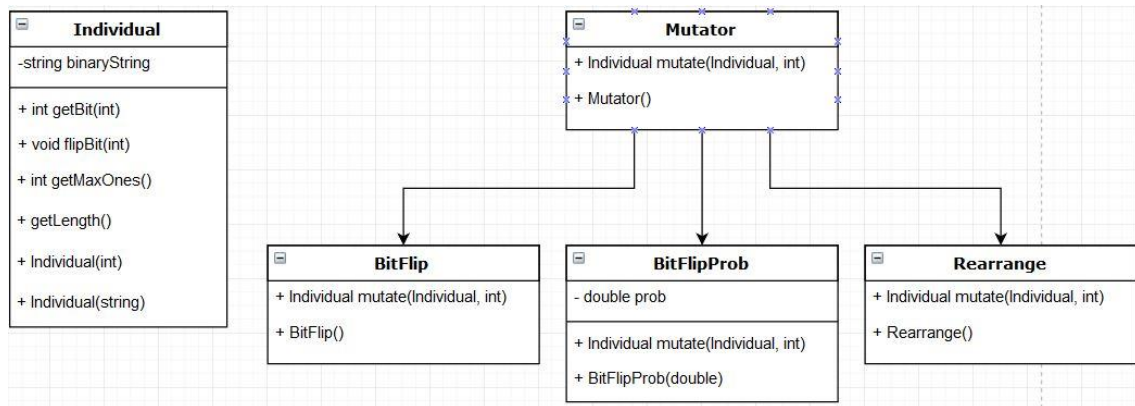 Individual
-string binaryString
+ int getBit(int)
+ void flipBit(int)
+ int getMaxOnes()
+ getLength()
+ Individual(int)
+ Individual(string)
Mutator
+ Individual mutate(Individual, int)
+ Mutator()
BitFlip
+ Individual mutate(Individual, int)
+ BitFlip()
BitFlipProb
- double prob
+ Individual mutate(Individual, int)
+ BitFlipProb(double)
Rearrange
+ Individual mutate(Individual, int)
+ Rearrange()